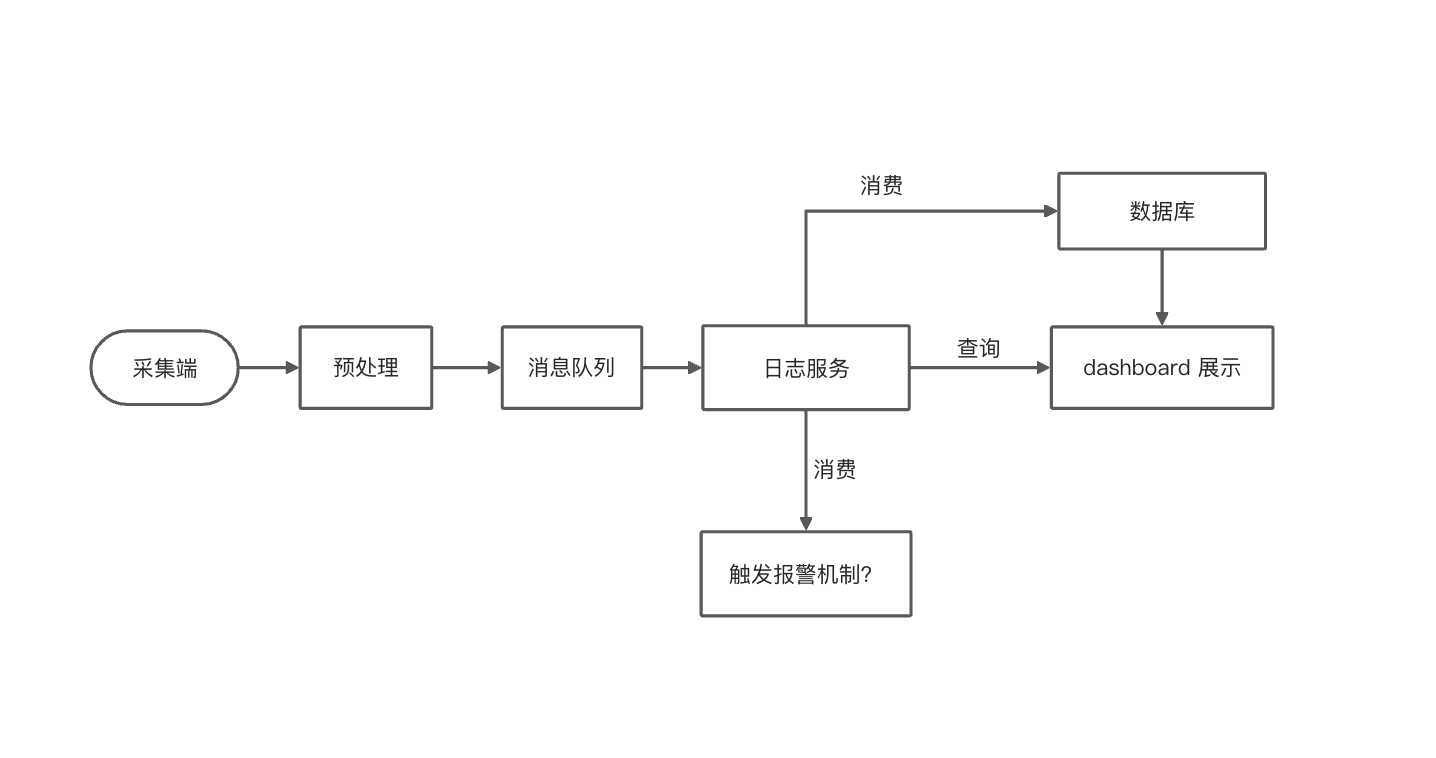 消费
数据库
采集端
预处理
消息队列
日志服务
查询
dashboard 展示
消费
触发报警机制？